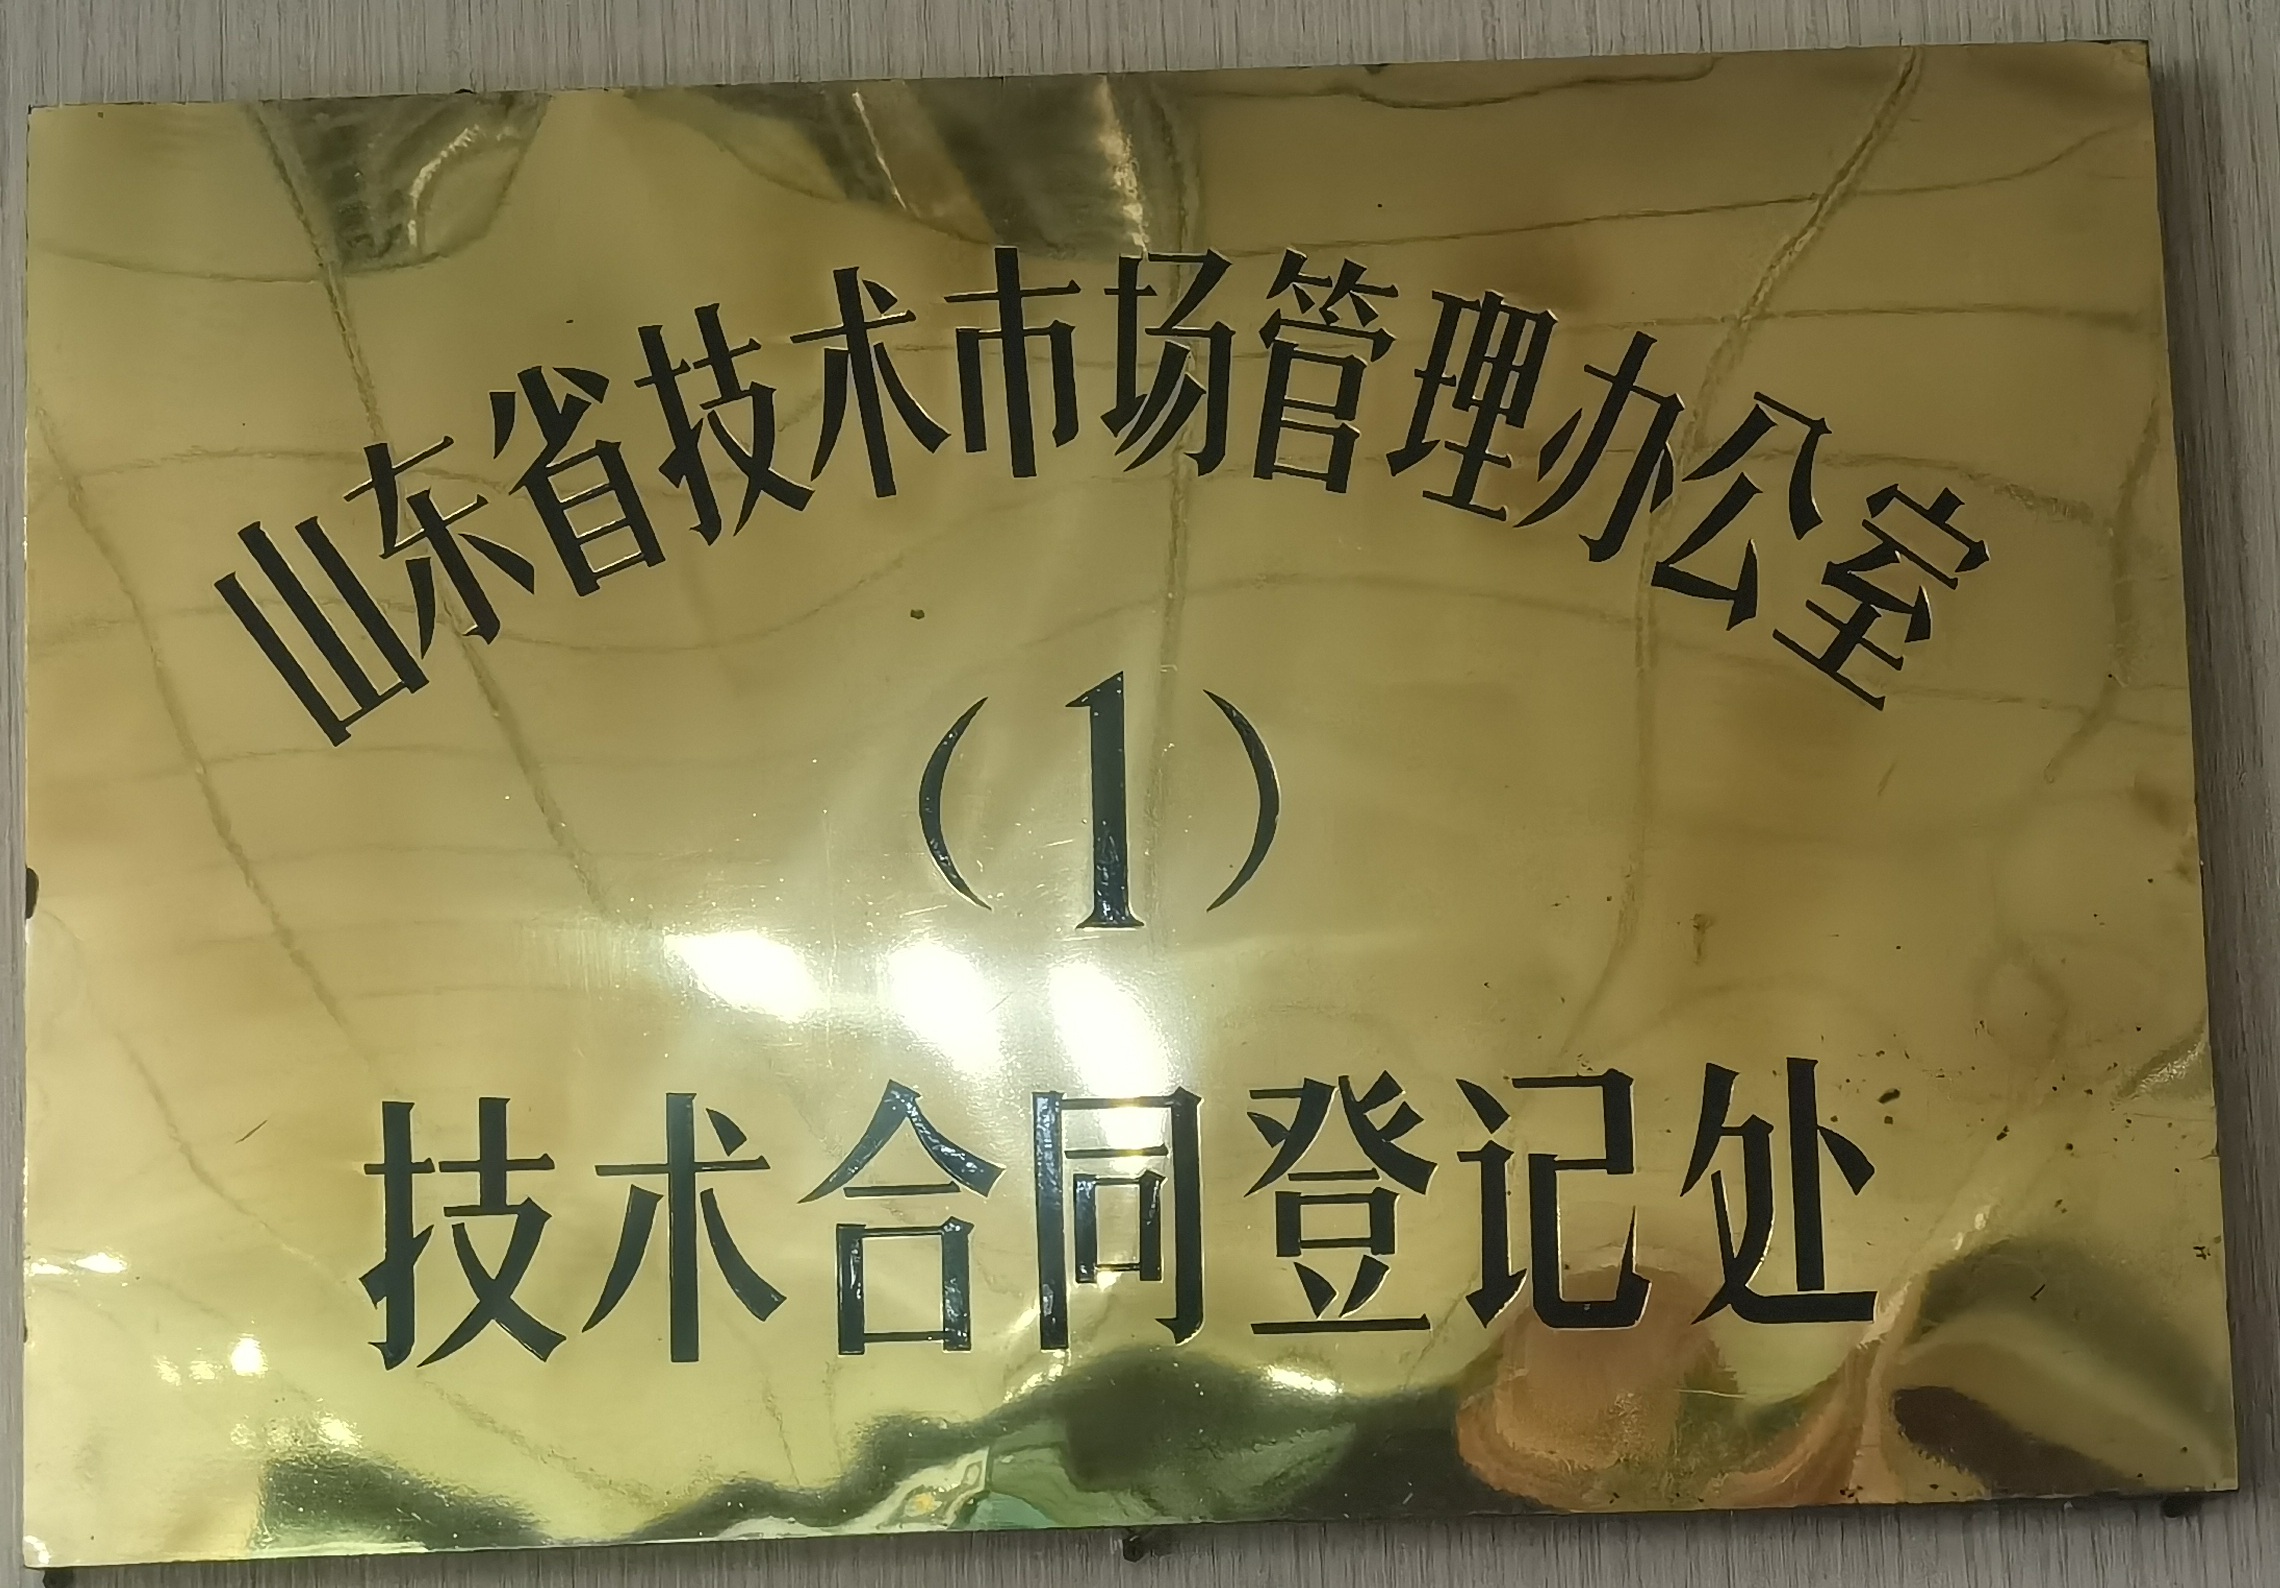 山东省技术市场管理办公室
（1）
技术合同登记处